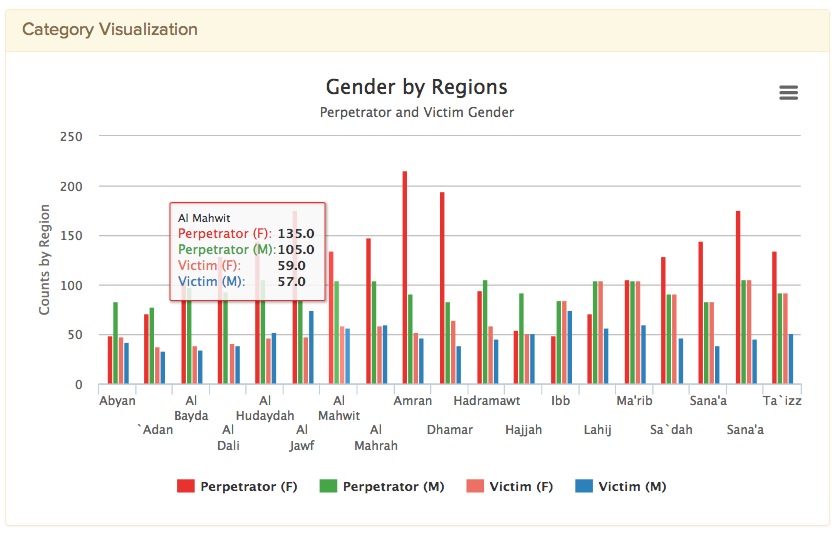 Category Visualization
Gender by Regions
Perpetrator and Victim Gender
Counts by Region
250
200
150
100
50
0
Al Mahwit
Perpetrator (F): 135.0
Perpetrator (M): 105.0
Victim (F): 59.0
Victim (M): 57.0
Abyan
`Adan
Al
Bayda
Al
Dali
Al
Hudaydah
Al
Jawf
Al
Mahwit
Al
Mahrah
Amran
Dhamar
Hadramawt
Hajjah
Ibb
Lahij
Ma'rib
Sa`dah
Sana'a
Sana'a
Ta`izz
Perpetrator (F) Perpetrator (M) Victim (F) Victim (M)